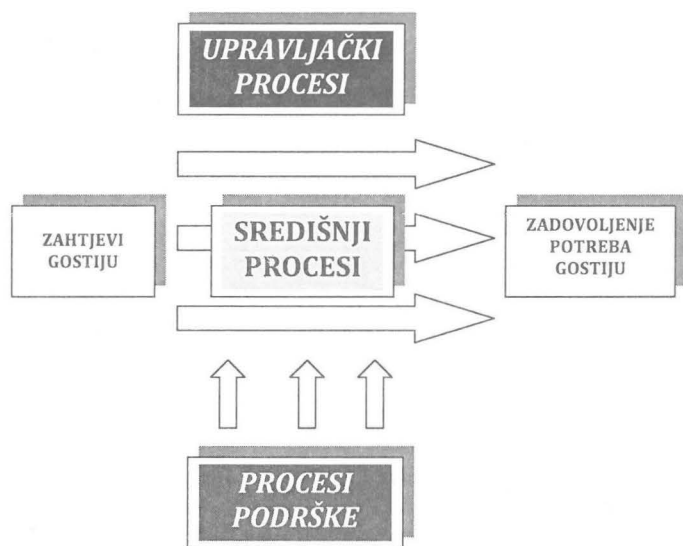 UPRAVLJAČKI
PROCESI
ZAHTJEVI
GOSTIJU
SREDIŠNJI
PROCESI
ZADOVOLJENJE
POTREBA
GOSTIJU
PROCESI
PODRŠKE